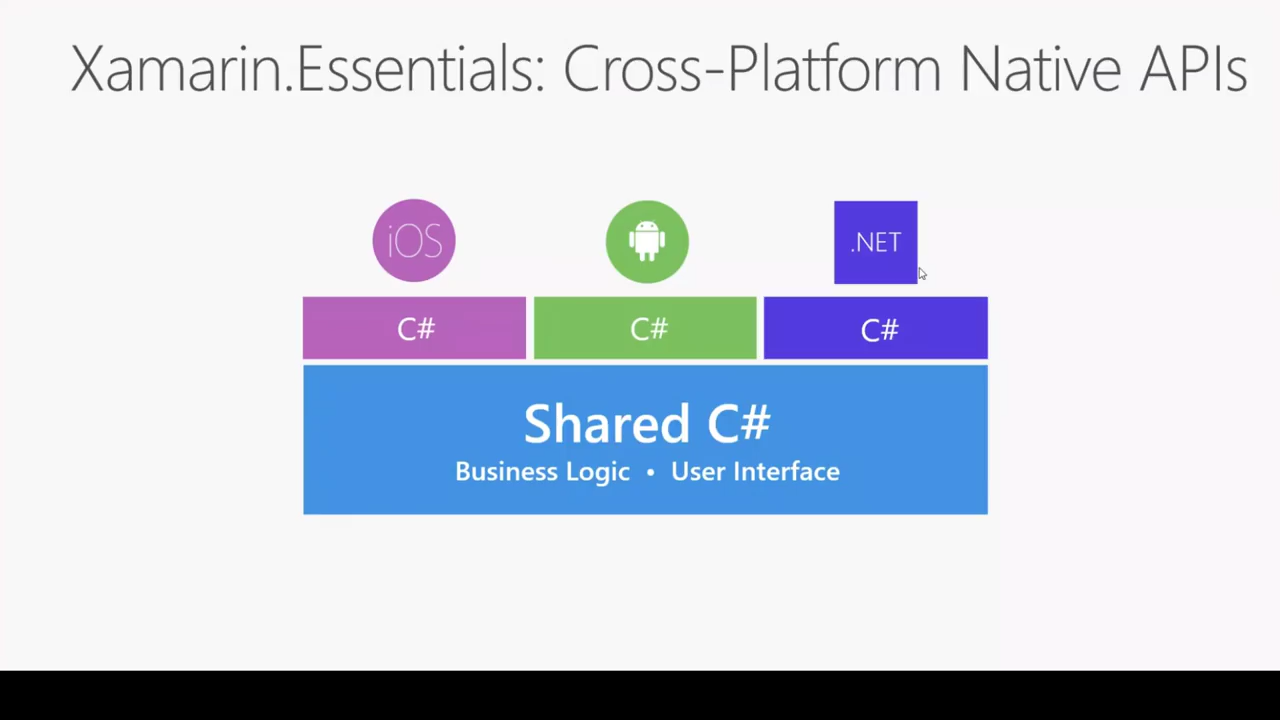 Xamarin.Essentials: Cross-Platform Native APIs
iOS
.NET
C#
C#
C#
Shared C#
Business Logic • User Interface